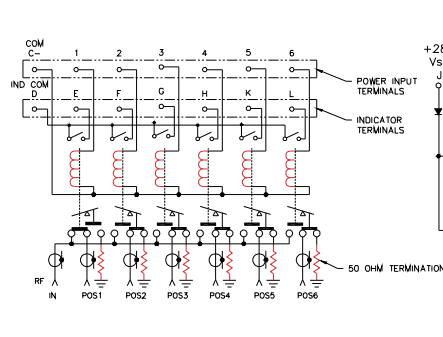 COM
C- 1 2 3 4 5 6
+28
Vs
J
POWER INPUT
TERMINALS
IND COM
D E F G H K L
INDICATOR
TERMINALS
50 OHM TERMINATION
RF
IN POS1 POS2 POS3 POS4 POS5 POS6